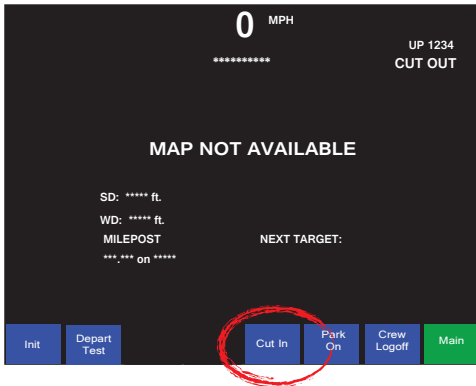 0 MPH
UP 1234
**********
CUT OUT
MAP NOT AVAILABLE
SD: ***** ft.
WD: ***** ft.
MILEPOST
NEXT TARGET:
***.*** on *****
Init
Depart
Test
Cut In
Park
On
Crew
Logoff
Main